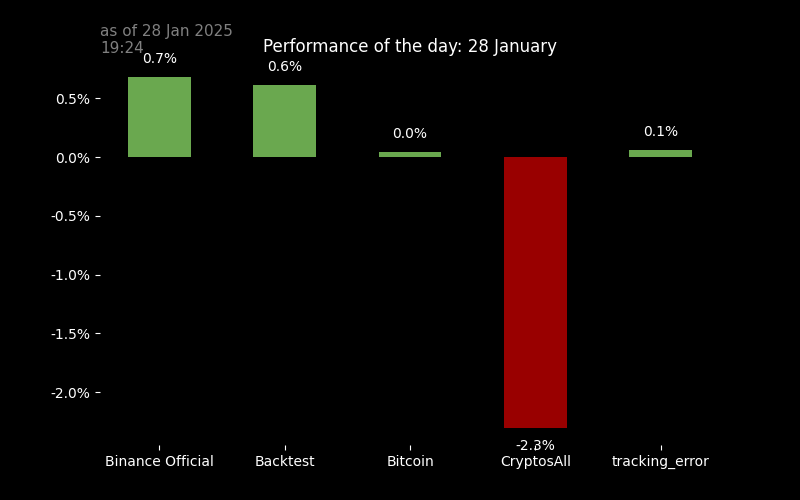 as of 28 Jan 2025
19:24
Performance of the day: 28 January
0.7%
0.6%
0.0%
0.1%
-2.3%
0.5%
0.0%
-0.5%
-1.0%
-1.5%
-2.0%
Binance Official
Backtest
Bitcoin
CryptosAll
tracking_error